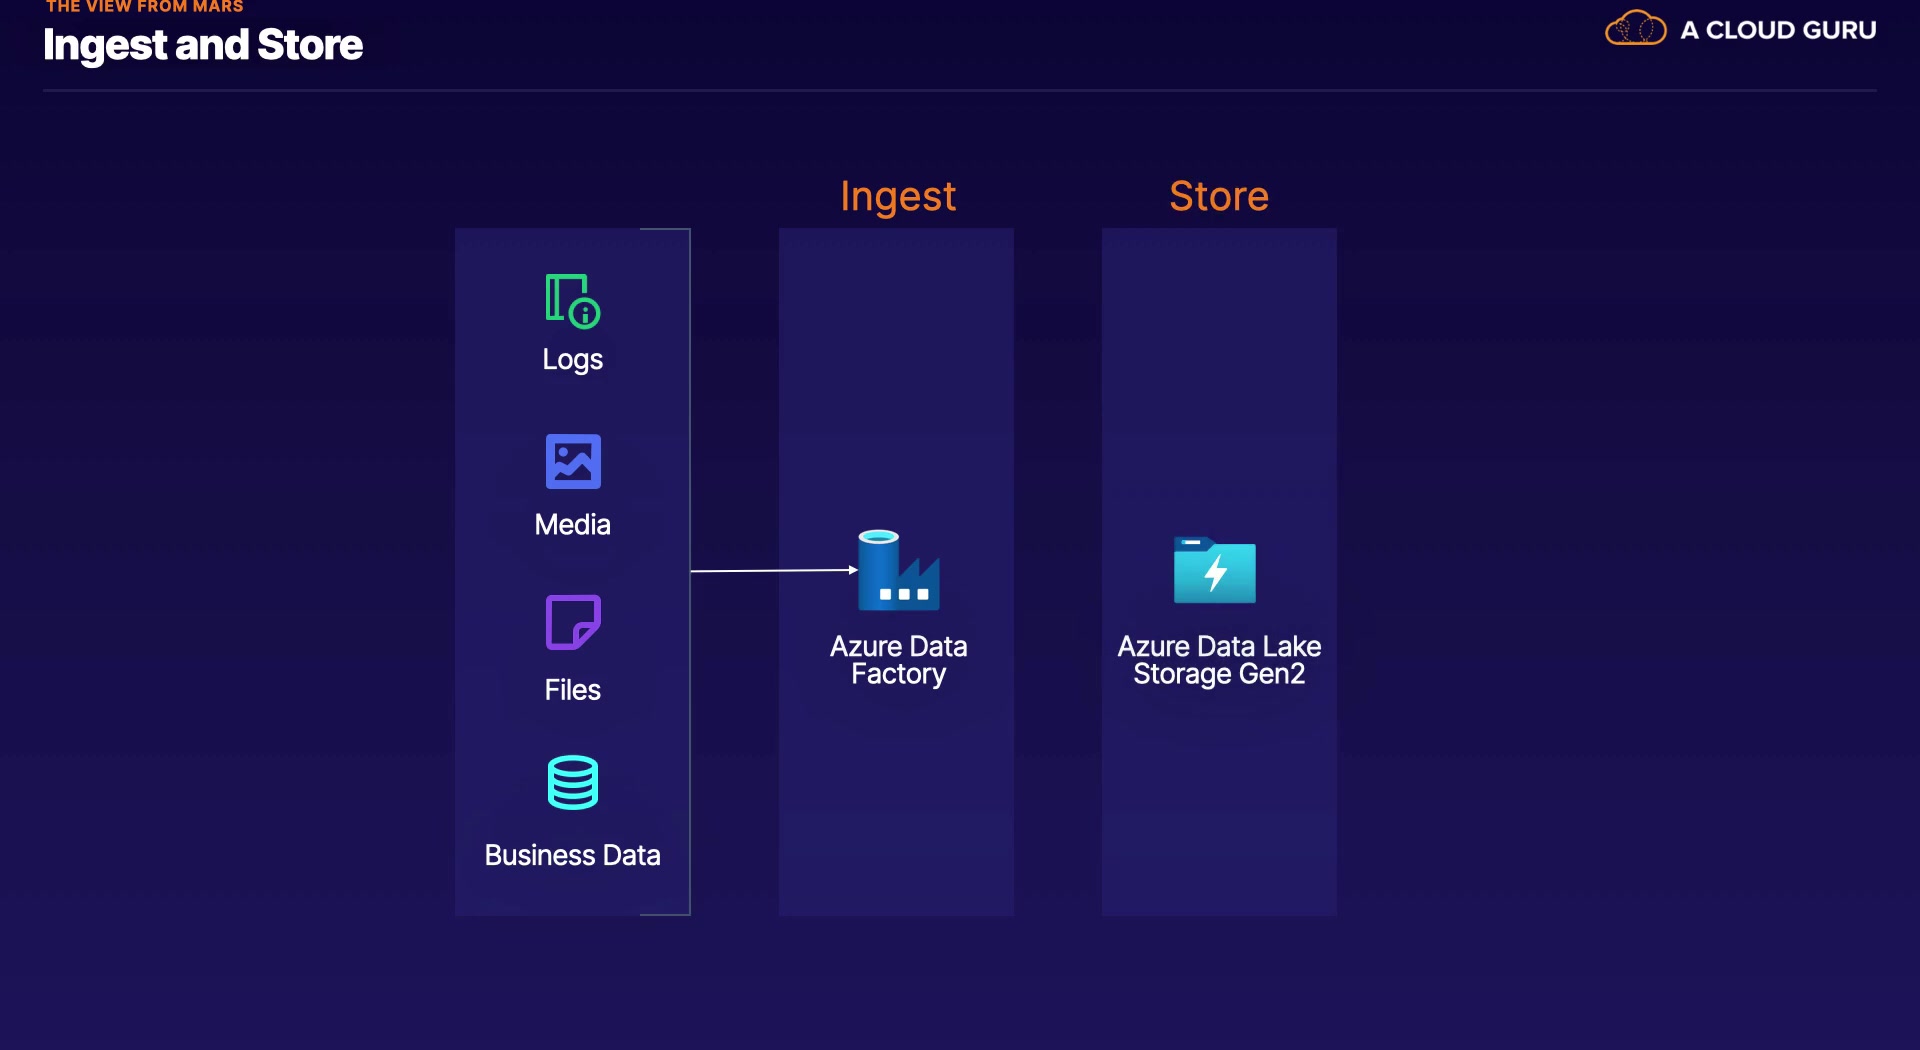 THE VIEW FROM MARS
Ingest and Store
A CLOUD GURU
Ingest
Store
Logs
Media
Files
Business Data
Azure Data
Factory
Azure Data Lake
Storage Gen2